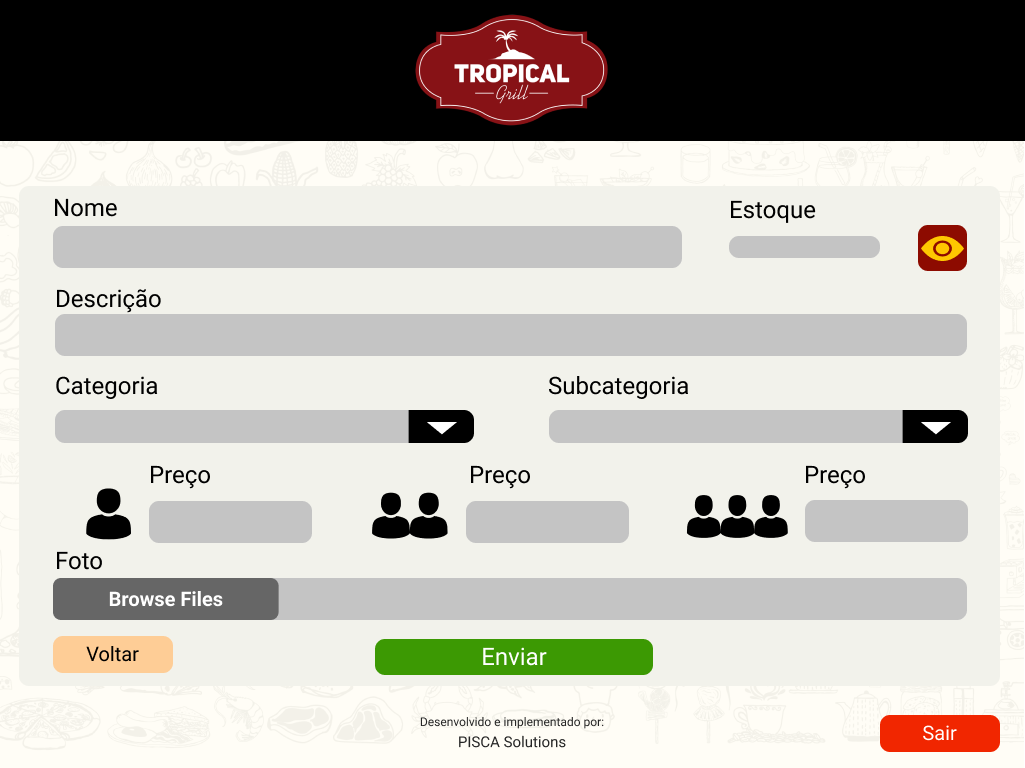 TROPICAL
Grill
Nome
Estoque
Descrição
Categoria
Subcategoria
Preço
Preço
Preço
Foto
Browse Files
Voltar
Enviar
Desenvolvido e implementado por:
PISCA Solutions
Sair